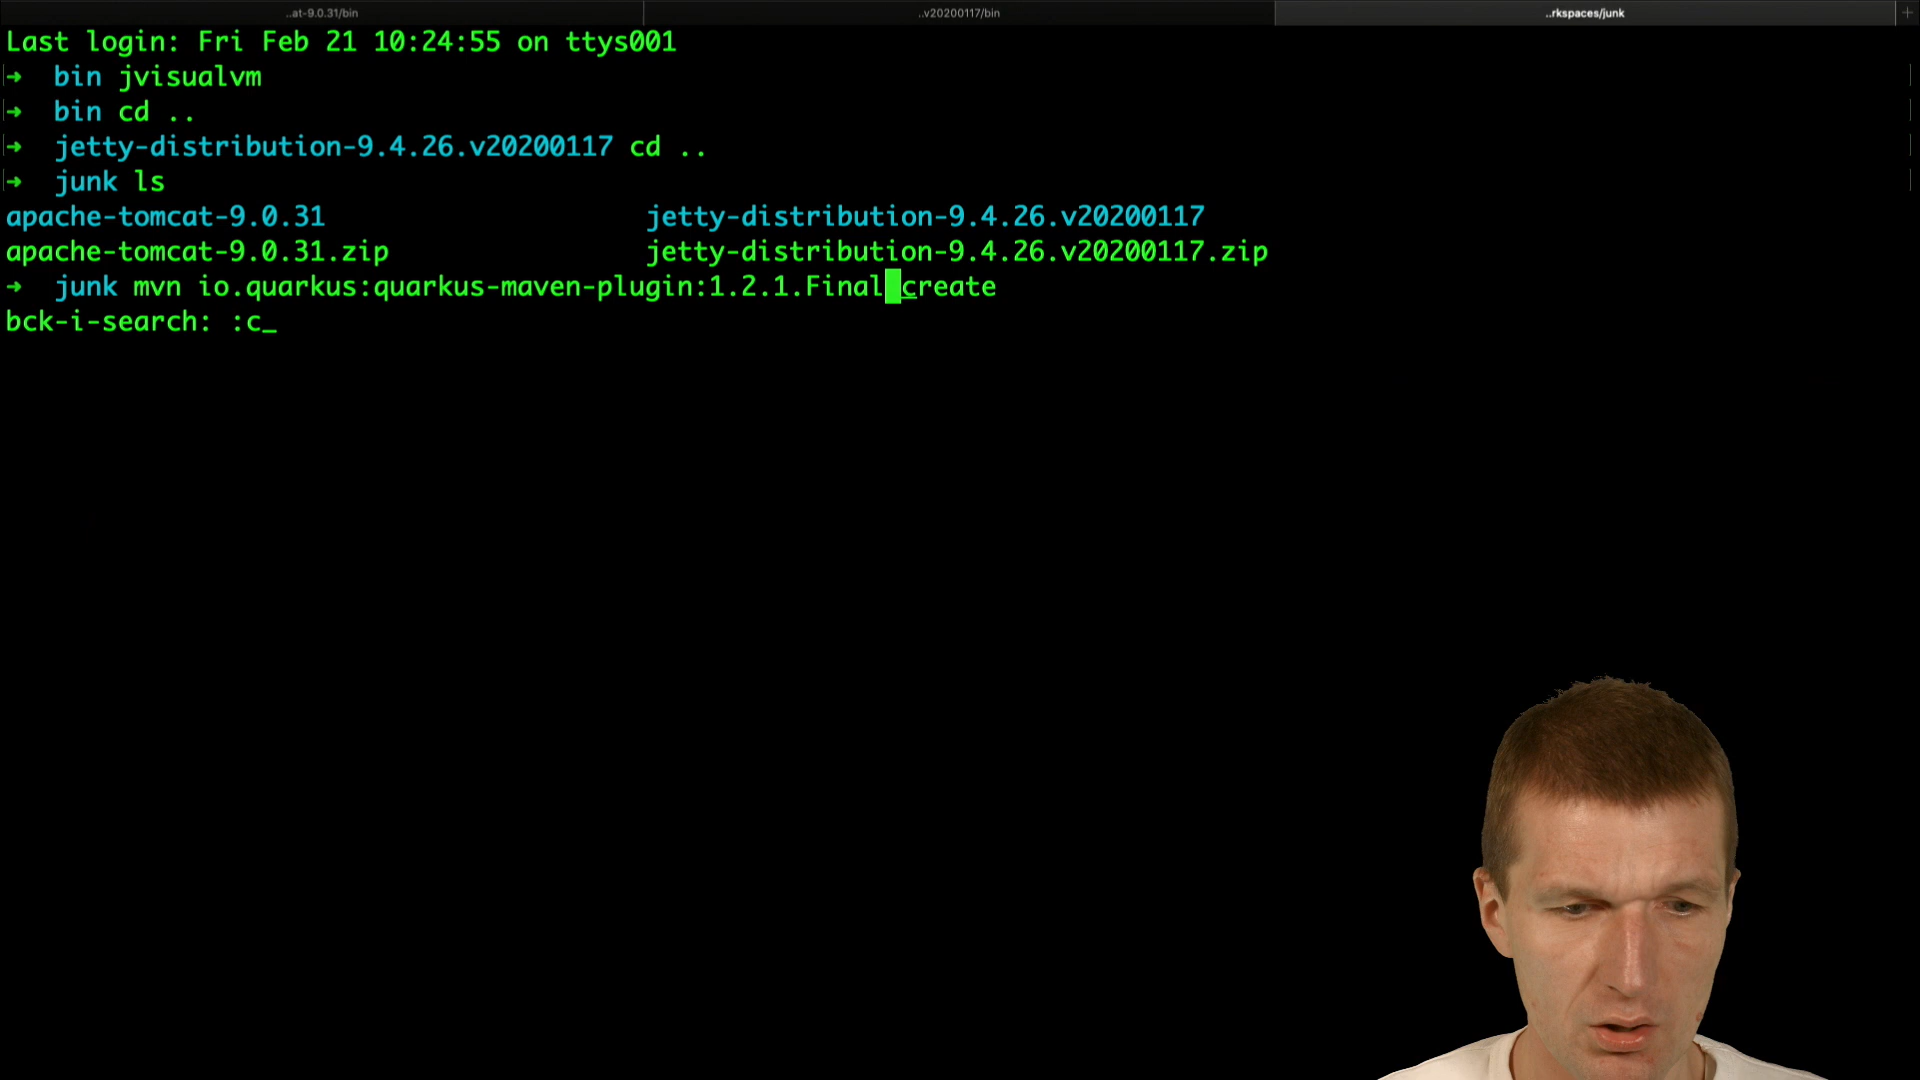 ..at-9.0.31/bin ..v20200117/bin ..rkspaces/junk +
Last login: Fri Feb 21 10:24:55 on ttys001
→ bin jvisualvm
→ bin cd ..
→ jetty-distribution-9.4.26.v20200117 cd ..
→ junk ls
apache-tomcat-9.0.31 jetty-distribution-9.4.26.v20200117
apache-tomcat-9.0.31.zip jetty-distribution-9.4.26.v20200117.zip
→ junk mvn io.quarkus:quarkus-maven-plugin:1.2.1.Final:create
bck-i-search: :c_